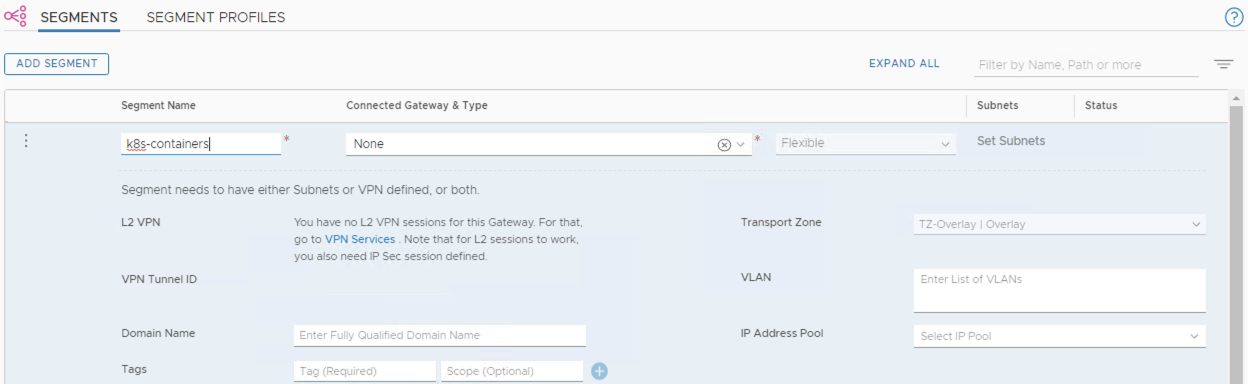 SEGMENTS SEGMENT PROFILES
ADD SEGMENT EXPAND ALL Filter by Name, Path or more
Segment Name Connected Gateway & Type Subnets Status
k8s-containers * None * Flexible Set Subnets
Segment needs to have either Subnets or VPN defined, or both.
L2 VPN
You have no L2 VPN sessions for this Gateway. For that,
go to VPN Services . Note that for L2 sessions to work,
you also need IP Sec session defined.
Transport Zone TZ-Overlay | Overlay
VPN Tunnel ID
VLAN Enter List of VLANs
Domain Name Enter Fully Qualified Domain Name
IP Address Pool Select IP Pool
Tags Tag (Required) Scope (Optional)